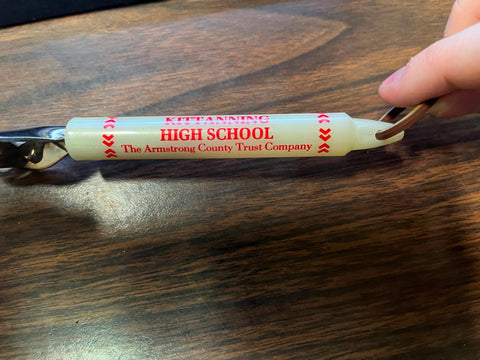 KITTANNING
HIGH SCHOOL
The Armstrong County Trust Company